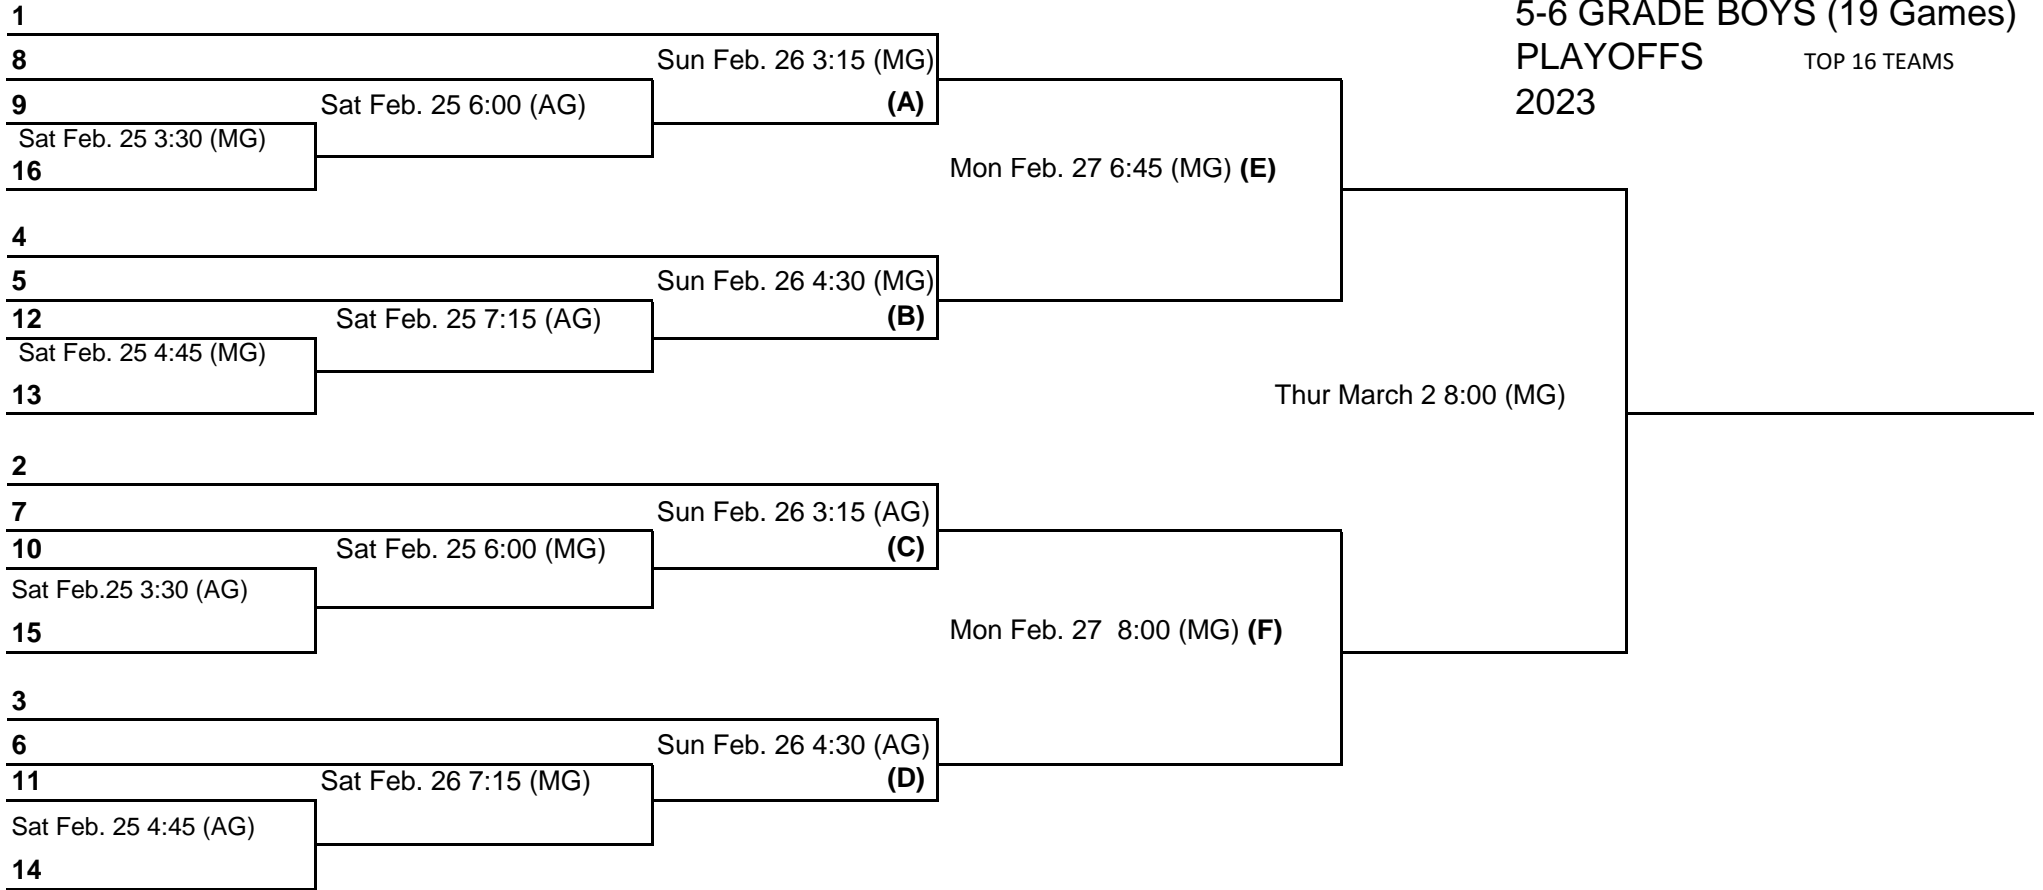 1
5-6 GRADE BOYS (19 Games)
8
Sun Feb. 26 3:15 (MG)
PLAYOFFS TOP 16 TEAMS
9
Sat Feb. 25 6:00 (AG)
(A)
2023
Sat Feb. 25 3:30 (MG)
16
Mon Feb. 27 6:45 (MG) (E)
4
5
Sun Feb. 26 4:30 (MG)
12
Sat Feb. 25 7:15 (AG)
(B)
Sat Feb. 25 4:45 (MG)
13
Thur March 2 8:00 (MG)
2
7
Sun Feb. 26 3:15 (AG)
10
Sat Feb. 25 6:00 (MG)
(C)
Sat Feb.25 3:30 (AG)
15
Mon Feb. 27 8:00 (MG) (F)
3
6
Sun Feb. 26 4:30 (AG)
11
Sat Feb. 26 7:15 (MG)
(D)
Sat Feb. 25 4:45 (AG)
14